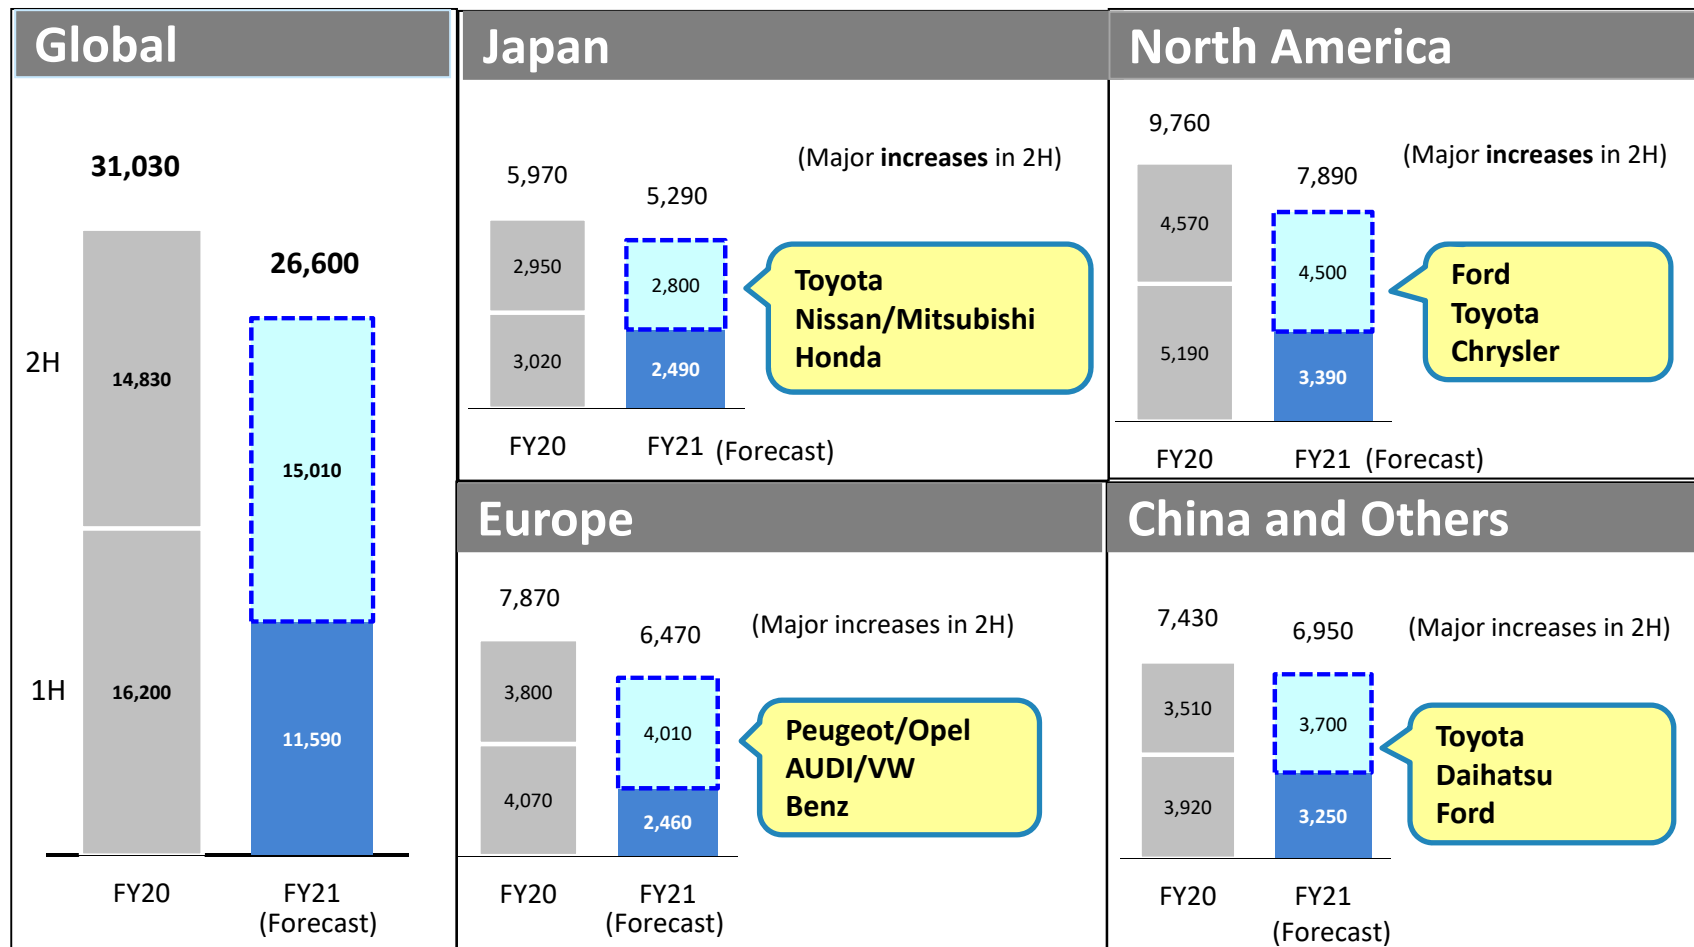 Global
31,030
26,600
2H
14,830
15,010
1H
16,200
11,590
FY20
FY21
(Forecast)
Japan
(Major increases in 2H)
5,970
5,290
2,950
2,800
3,020
2,490
Toyota
Nissan/Mitsubishi
Honda
FY20
FY21 (Forecast)
North America
9,760
(Major increases in 2H)
7,890
4,570
4,500
5,190
3,390
Ford
Toyota
Chrysler
FY20
FY21 (Forecast)
Europe
7,870
6,470
(Major increases in 2H)
3,800
4,010
4,070
2,460
Peugeot/Opel
AUDI/VW
Benz
FY20
FY21
(Forecast)
China and Others
7,430
6,950
(Major increases in 2H)
3,510
3,700
3,920
3,250
Toyota
Daihatsu
Ford
FY20
FY21
(Forecast)